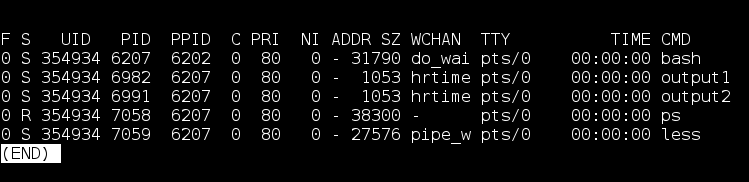 F S   UID   PID  PPID  C PRI  NI ADDR SZ WCHAN  TTY          TIME CMD
0 S 354934 6207  6202  0  80   0 - 31790 do_wai pts/0    00:00:00 bash
0 S 354934 6982  6207  0  80   0 -  1053 hrtime pts/0    00:00:00 output1
0 S 354934 6991  6207  0  80   0 -  1053 hrtime pts/0    00:00:00 output2
0 R 354934 7058  6207  0  80   0 - 38300 -      pts/0    00:00:00 ps
0 S 354934 7059  6207  0  80   0 - 27576 pipe_w pts/0    00:00:00 less
(END)